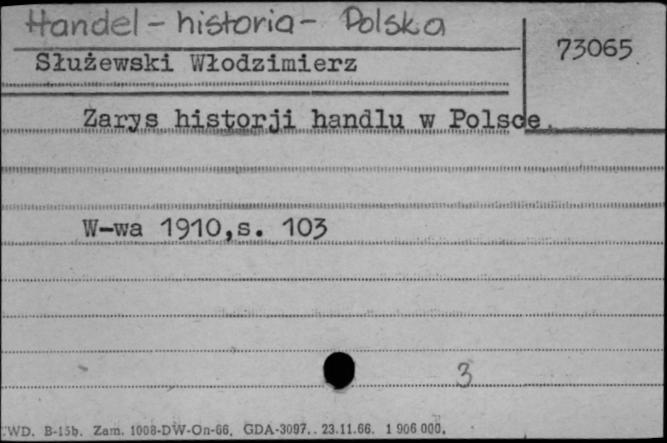 Handel - historia - Polska
73065
Służewski Włodzimierz
Zarys historji handlu w Polsce.
W-wa 1910,s. 103
3
WD. B-15b. Zam. 1008-DW-On-66. GDA-3097. 23.11.66. 1 906 000.